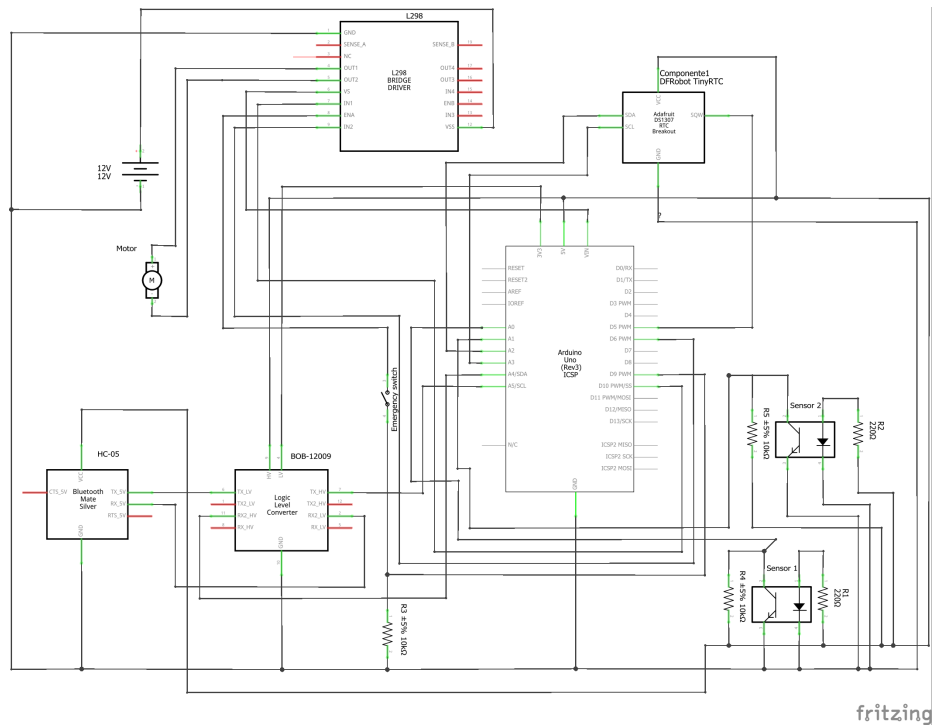 L298
GND
SENSE_A
NC
OUT1
OUT2
VS
IN1
ENA
IN2
L298
BRIDGE
DRIVER
SENSE_B
OUT4
OUT3
IN4
ENB
IN3
VSS
Componente1
DFRobot TinyRTC
VCC
SDA
SCL
Adafruit
DS1307
RTC
Breakout
SQW
GND
12V
12V
Motor
M
3V3
5V
VIN
RESET
RESET2
AREF
IOREF
A0
A1
A2
A3
A4/SDA
A5/SCL
N/C
Arduino
Uno
(Rev3)
ICSP
D0/RX
D1/TX
D2
D3 PWM
D4
D5 PWM
D6 PWM
D7
D8
D9 PWM
D10 PWM/SS
D11 PWM/MOSI
D12/MISO
D13/SCK
ICSP2 MISO
ICSP2 SCK
ICSP2 MOSI
GND
Emergency switch
HC-05
VCC
CTS_5V
Bluetooth
Mate
Silver
TX_5V
RX_5V
RTS_5V
GND
BOB-12009
HV
LV
TX_LV
TX2_LV
RX2_HV
RX_HV
Logic
Level
Converter
TX_HV
TX2_HV
RX2_LV
RX_LV
GND
R3 ±5% 10kΩ
Sensor 2
R5 ±5% 10kΩ
R2
220Ω
Sensor 1
R4 ±5% 10kΩ
R1
220Ω
fritzing